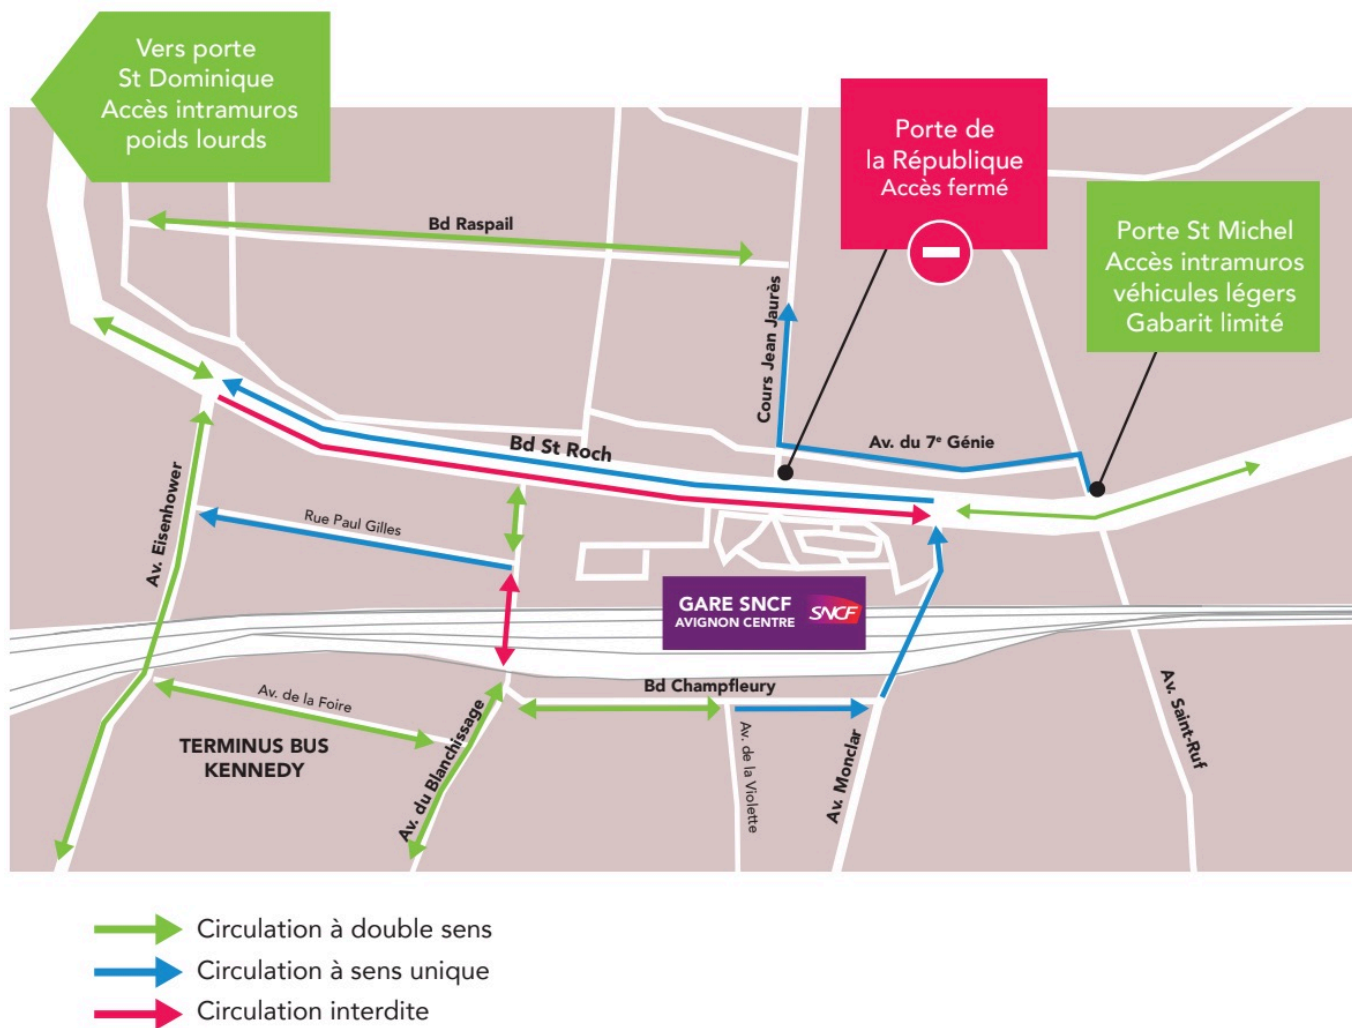 Vers porte
St Dominique
Accès intramuros
poids lourds
Porte de
la République
Accès fermé
Porte St Michel
Accès intramuros
véhicules légers
Gabarit limité
Bd Raspail
Cours Jean Jaurès
Av. du 7e Génie
Bd St Roch
Rue Paul Gilles
Av. Eisenhower
GARE SNCF
AVIGNON CENTRE
SNCF
Bd Champfleury
Av. de la Foire
TERMINUS BUS
KENNEDY
Av. du Blanchissage
Av. de la Violette
Av. Monclar
Av. Saint-Ruf
Circulation à double sens
Circulation à sens unique
Circulation interdite